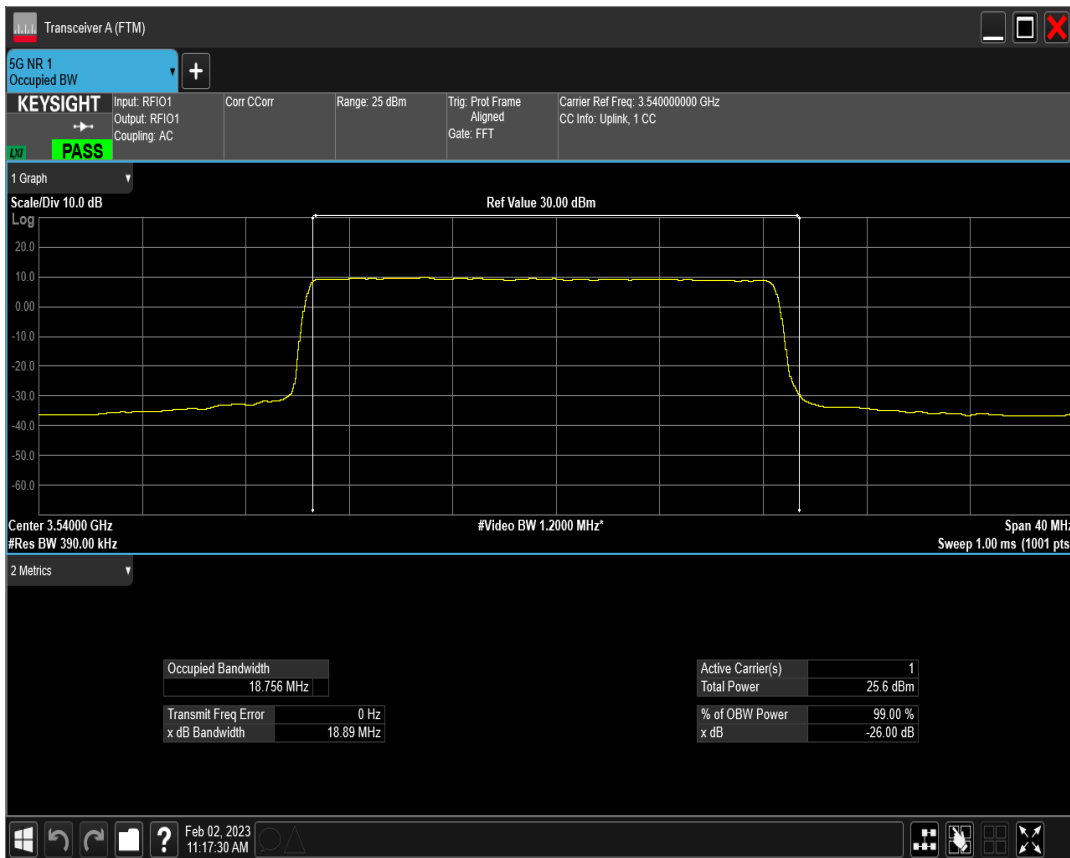 Transceiver A (FTM)
5G NR 1
Occupied BW
+
KEYSIGHT
LXI
PASS
Input: RFIO1
Output: RFIO1
Coupling: AC
Corr CCorr
Range: 25 dBm
Trig: Prot Frame
Aligned
Gate: FFT
Carrier Ref Freq: 3.540000000 GHz
CC Info: Uplink, 1 CC
1 Graph
Scale/Div 10.0 dB
Ref Value 30.00 dBm
Log
20.0
10.0
0.00
-10.0
-20.0
-30.0
-40.0
-50.0
-60.0
Center 3.54000 GHz
#Video BW 1.2000 MHz*
Span 40 MHz
#Res BW 390.00 kHz
Sweep 1.00 ms (1001 pts
2 Metrics
Occupied Bandwidth
18.756 MHz
Transmit Freq Error 0 Hz
x dB Bandwidth 18.89 MHz
Active Carrier(s) 1
Total Power 25.6 dBm
% of OBW Power 99.00 %
x dB -26.00 dB
?
Feb 02, 2023
11:17:30 AM